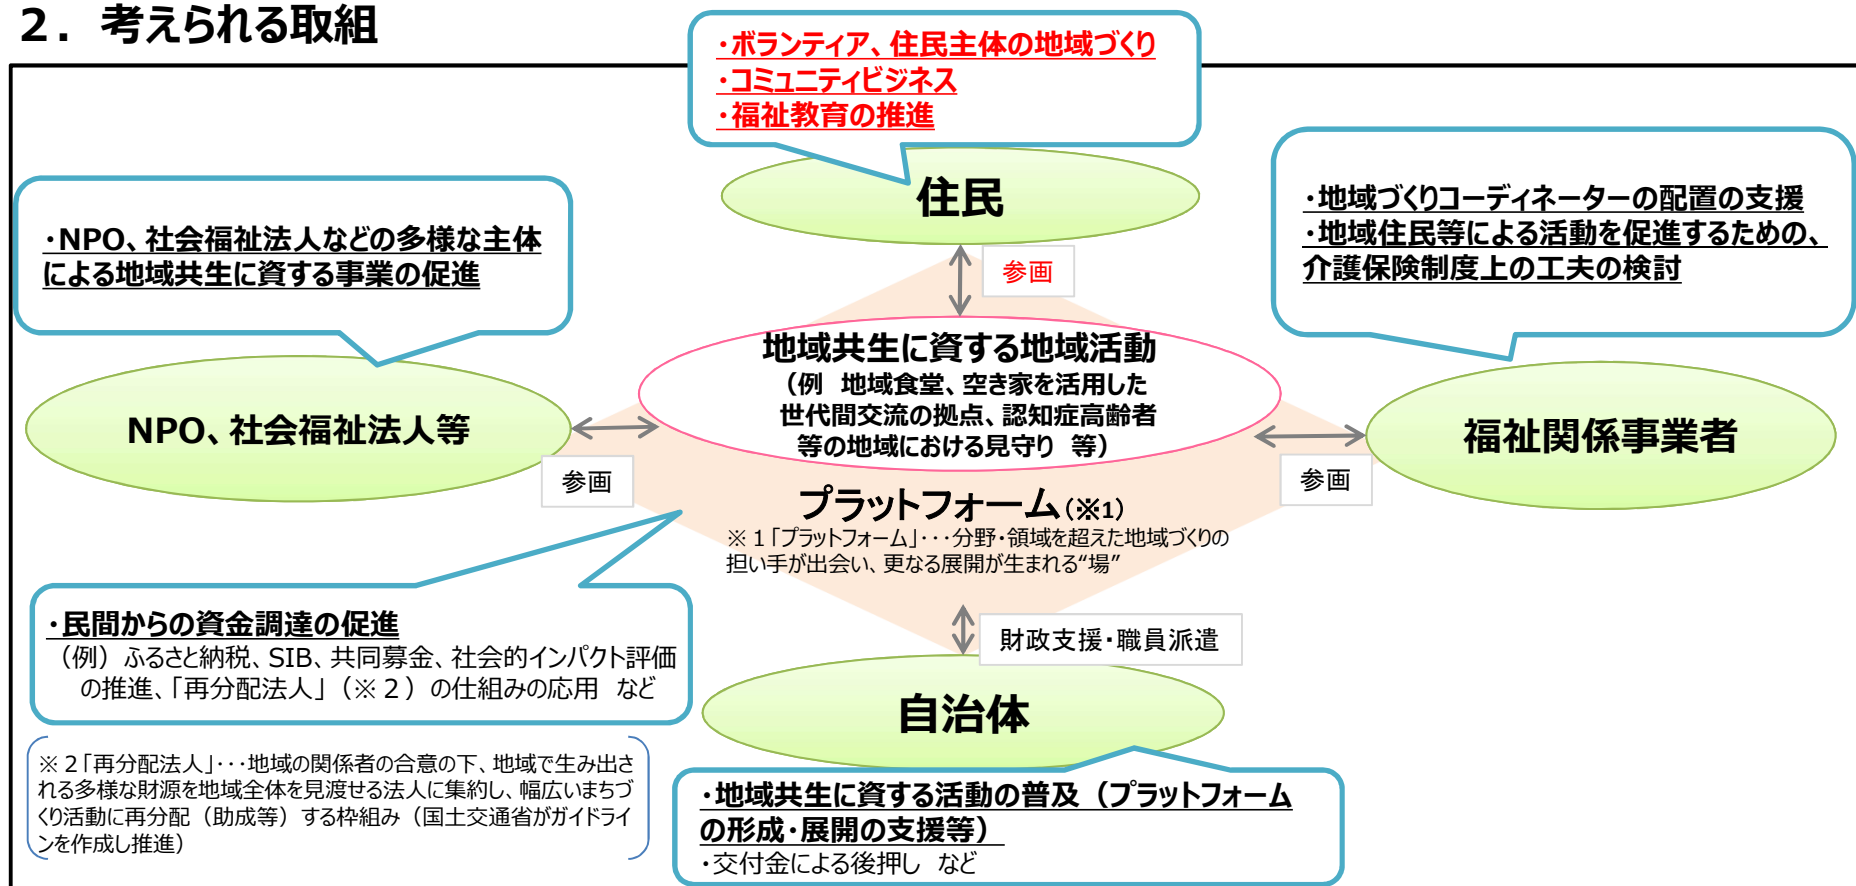 ２．考えられる取組
・ボランティア、住民主体の地域づくり
・コミュニティビジネス
・福祉教育の推進
住民
・NPO、社会福祉法人などの多様な主体
による地域共生に資する事業の促進
・地域づくりコーディネーターの配置の支援
・地域住民等による活動を促進するための、
介護保険制度上の工夫の検討
参画
地域共生に資する地域活動
（例　地域食堂、空き家を活用した
世代間交流の拠点、認知症高齢者
等の地域における見守り　等）
NPO、社会福祉法人等
福祉関係事業者
参画
参画
プラットフォーム（※1）
※１「プラットフォーム」・・・分野・領域を超えた地域づくりの
担い手が出会い、更なる展開が生まれる“場”
・民間からの資金調達の促進
（例）ふるさと納税、SIB、共同募金、社会的インパクト評価
の推進、「再分配法人」（※２）の仕組みの応用　など
財政支援・職員派遣
自治体
※２「再分配法人」・・・地域の関係者の合意の下、地域で生み出さ
れる多様な財源を地域全体を見渡せる法人に集約し、幅広いまちづ
くり活動に再分配（助成等）する枠組み（国土交通省がガイドライ
ンを作成し推進）
・地域共生に資する活動の普及（プラットフォーム
の形成・展開の支援等）
・交付金による後押し　など